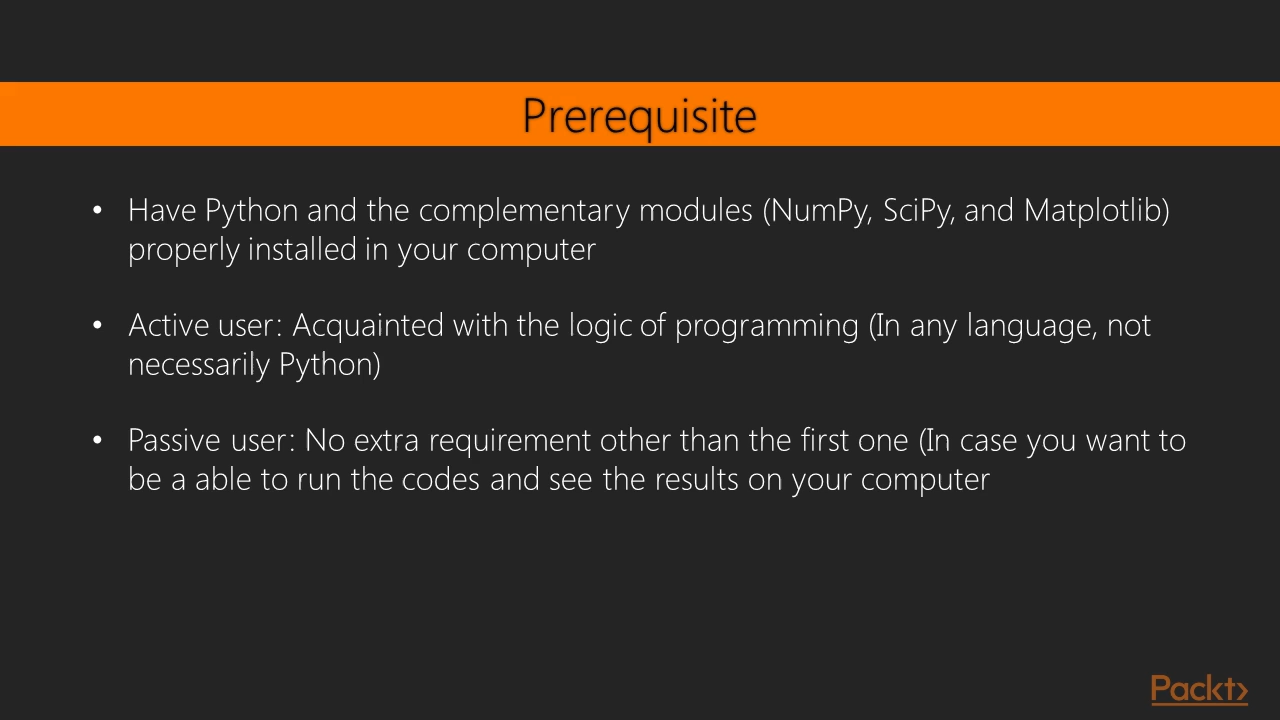 Prerequisite
• Have Python and the complementary modules (NumPy, SciPy, and Matplotlib)
properly installed in your computer
• Active user: Acquainted with the logic of programming (In any language, not
necessarily Python)
• Passive user: No extra requirement other than the first one (In case you want to
be a able to run the codes and see the results on your computer
Packt>